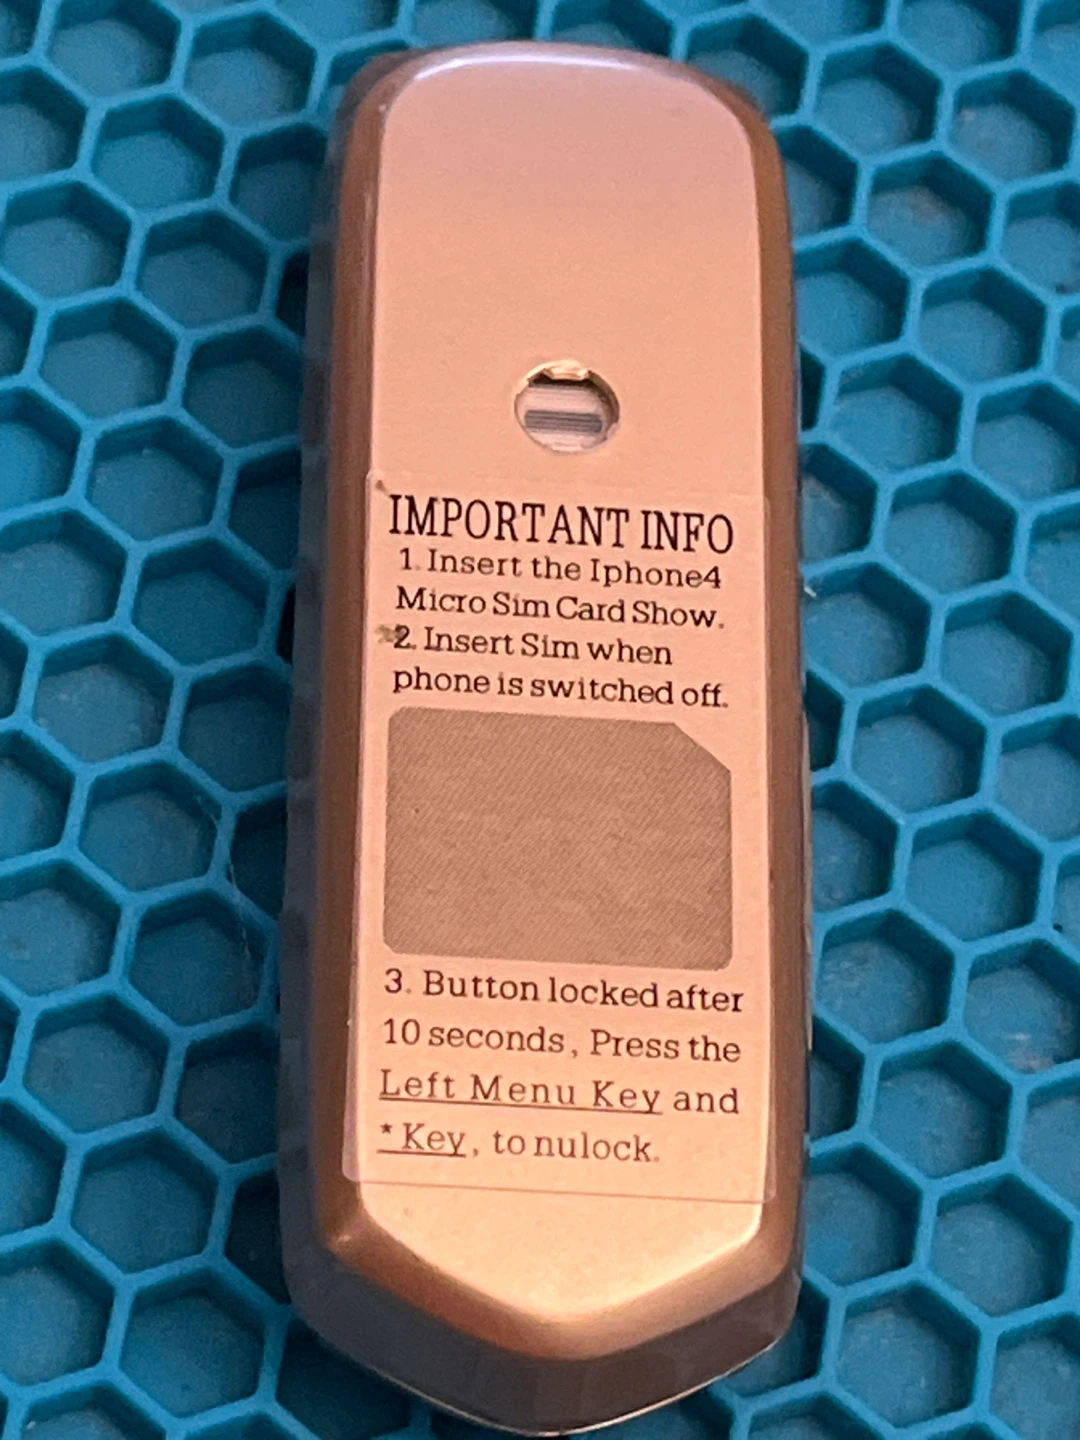 IMPORTANT INFO
1. Insert the Iphone4
Micro Sim Card Show.
2. Insert Sim when
phone is switched off.
3. Button locked after
10 seconds, Press the
Left Menu Key and
* Key, to nulock.